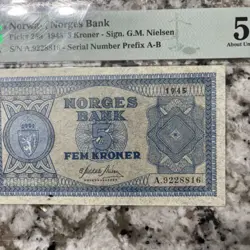 Norway, Norges Bank
Pick# 25a 1945 5 Kroner - Sign. G.M. Nielsen
S/N A.9228816 - Serial Number Prefix A-B
5
About Unc
1945
NORGES
BANK
5
FEM KRONER
A.9228816